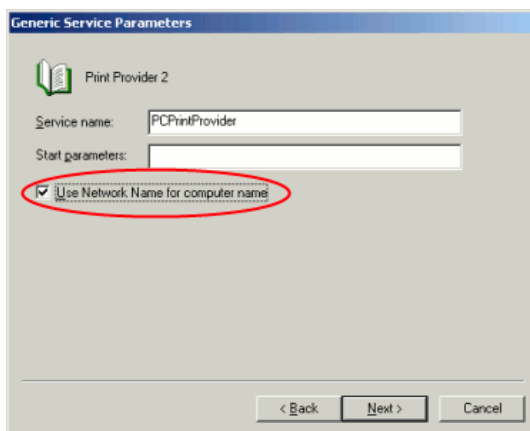 Generic Service Parameters
Print Provider 2
Service name: PCPrintProvider
Start parameters:
Use Network Name for computer name
< Back Next > Cancel